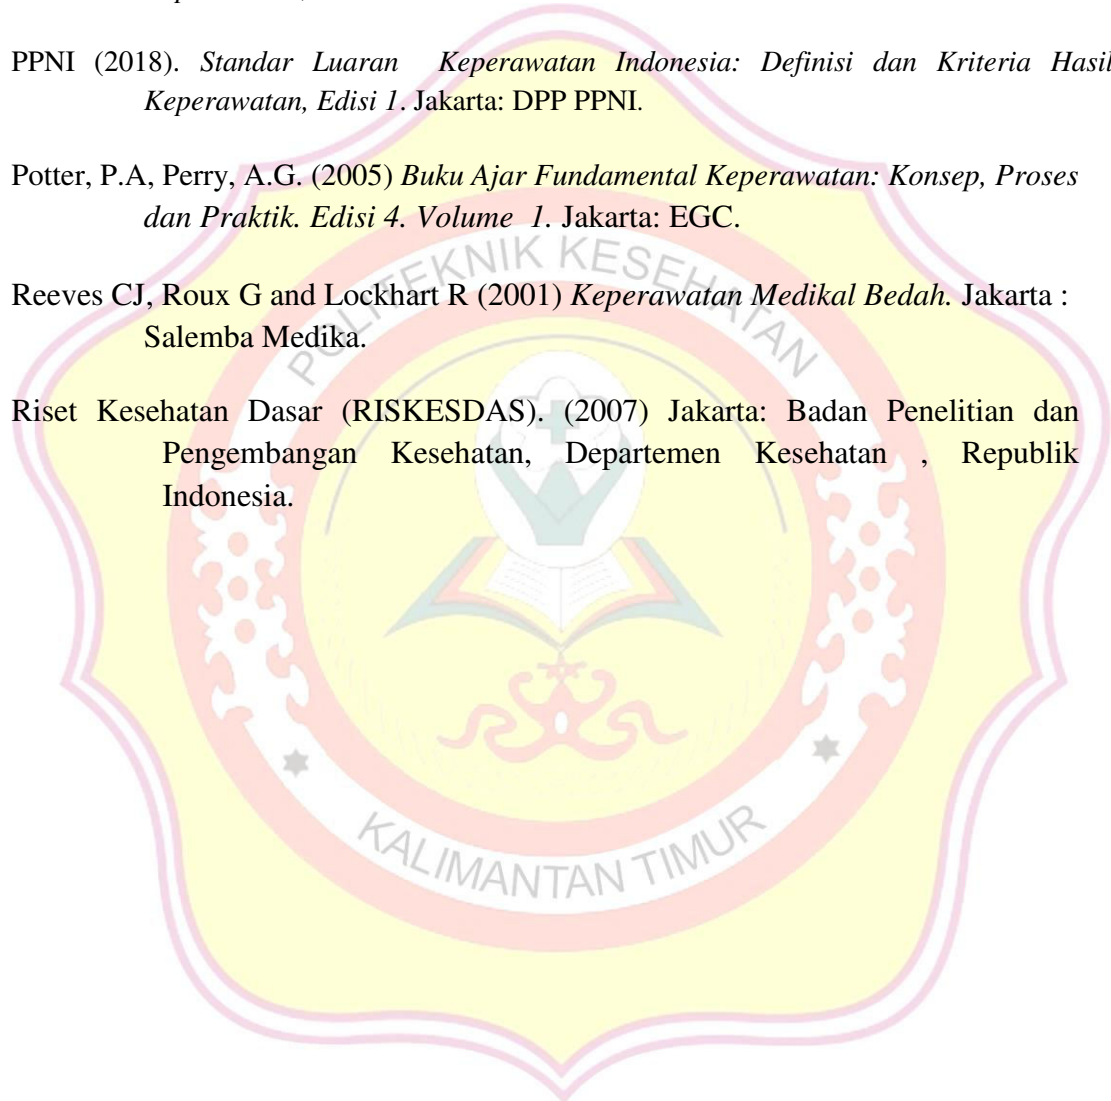 PPNI (2018). Standar Luaran Keperawatan Indonesia: Definisi dan Kriteria Hasil
Keperawatan, Edisi 1. Jakarta: DPP PPNI.
Potter, P.A, Perry, A.G. (2005) Buku Ajar Fundamental Keperawatan: Konsep, Proses
dan Praktik. Edisi 4. Volume 1. Jakarta: EGC.
Reeves CJ, Roux G and Lockhart R (2001) Keperawatan Medikal Bedah. Jakarta :
Salemba Medika.
Riset Kesehatan Dasar (RISKESDAS). (2007) Jakarta: Badan Penelitian dan
Pengembangan Kesehatan, Departemen Kesehatan , Republik
Indonesia.
POLITEKNIK KESEHATAN
KALIMANTAN TIMUR